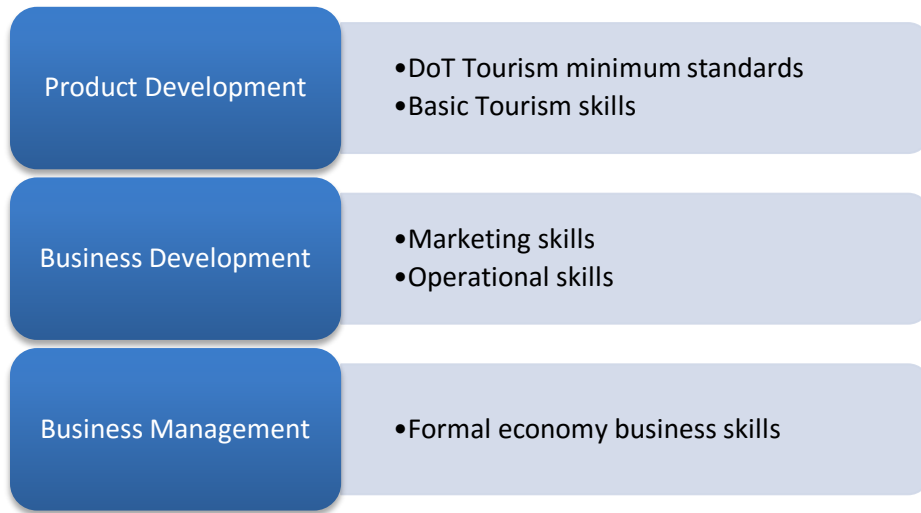 Product Development
•DoT Tourism minimum standards
•Basic Tourism skills
Business Development
•Marketing skills
•Operational skills
Business Management
•Formal economy business skills